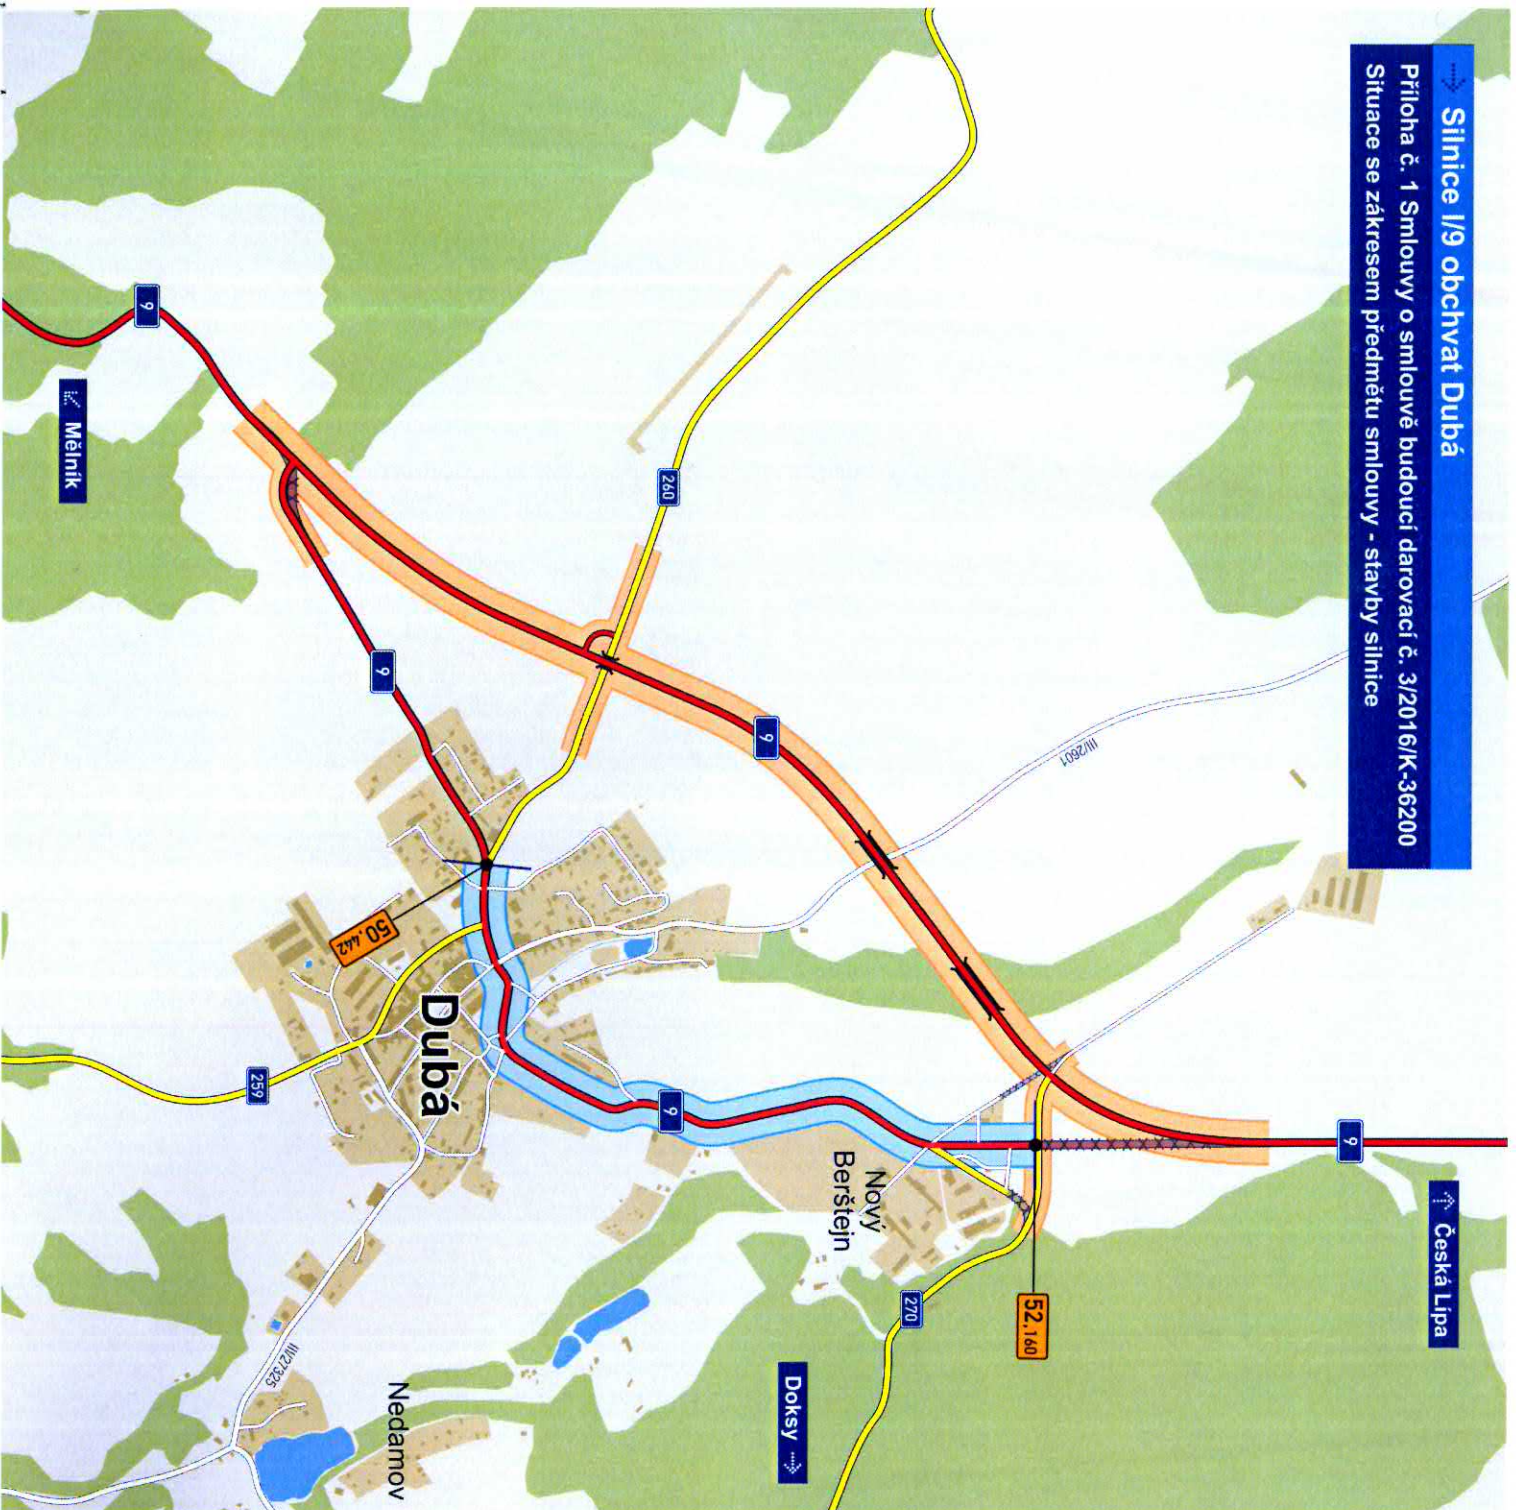 Silnice I/9 obchvat Dubá
Příloha č. 1 Smlouvy o smlouvě budoucí darovací č. 3/2016/K-36200
Situace se zákresem předmětu smlouvy - stavby silnice
Česká Lípa
9
52,160
270
Doksy
Nový
Berštejn
III/2601
9
260
9
50,442
Dubá
9
9
Mělník
259
III/27325
Nedamov